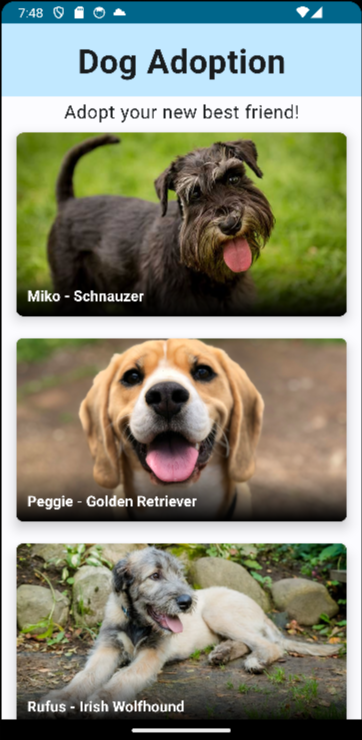 7:48
Dog Adoption
Adopt your new best friend!
Miko - Schnauzer
Peggie - Golden Retriever
Rufus - Irish Wolfhound